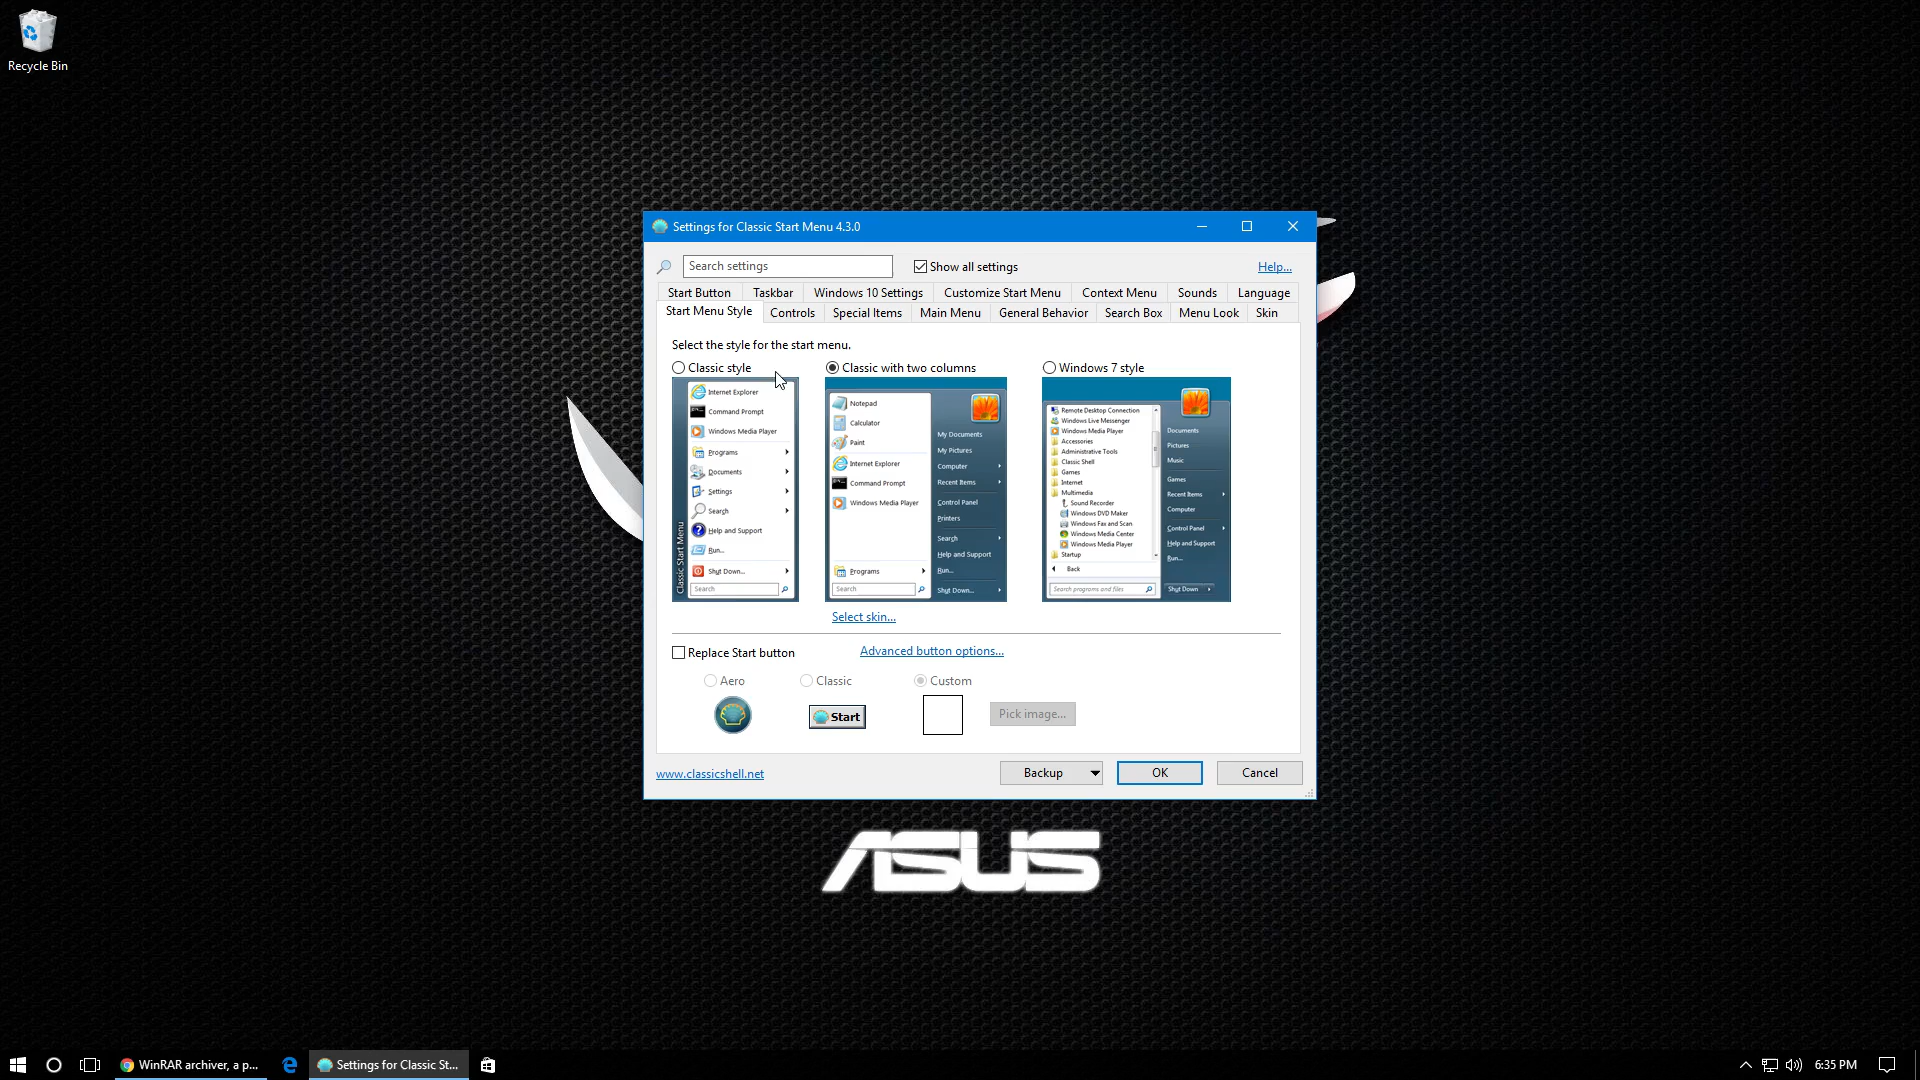 Recycle Bin
Settings for Classic Start Menu 4.3.0
Search settings
Show all settings
Help...
Start Button Taskbar Windows 10 Settings Customize Start Menu Context Menu Sounds Language
Start Menu Style Controls Special Items Main Menu General Behavior Search Box Menu Look Skin
Select the style for the start menu.
Classic style
Classic with two columns
Windows 7 style
Internet Explorer
Command Prompt
Windows Media Player
Programs
Documents
Settings
Search
Help and Support
Run...
Shut Down...
Search
Classic Start Menu
Notepad
Calculator
Paint
Internet Explorer
Command Prompt
Windows Media Player
Programs
Search
My Documents
My Pictures
Computer
Recent Items
Control Panel
Printers
Search
Help and Support
Run...
Shut Down...
Remote Desktop Connection
Windows Live Messenger
Windows Media Player
Accessories
Administrative Tools
Classic Shell
Games
Internet
Multimedia
Sound Recorder
Windows DVD Maker
Windows Fax and Scan
Windows Media Center
Windows Media Player
Startup
Back
Search programs and files
Documents
Pictures
Music
Games
Recent Items
Computer
Control Panel
Help and Support
Run...
Shut Down
Select skin...
Replace Start button
Advanced button options...
Aero
Classic
Custom
Start
Pick image...
www.classicshell.net
Backup
OK
Cancel
ASUS
WinRAR archiver, a p...
Settings for Classic St...
6:35 PM